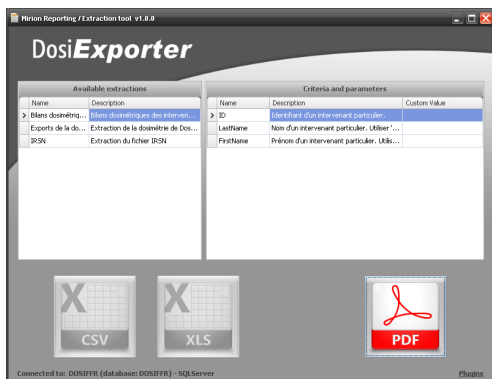 Mirion Reporting / Extraction tool v1.0.0
DosiExporter
Available extractions
Name Description
Bilans dosimétriq... Bilans dosimétriques des interven...
Exports de la do... Extraction de la dosimétrie de Dos...
IRSN Extraction du fichier IRSN
Criteria and parameters
Name Description Custom Value
ID Identifiant d'un intervenant particulier.
LastName Nom d'un intervenant particulier. Utiliser '...
FirstName Prénom d'un intervenant particulier. Utilis...
X CSV
X XLS
PDF
Connected to: DOSIFFR (database: DOSIFFR) - SQLServer
Plugins